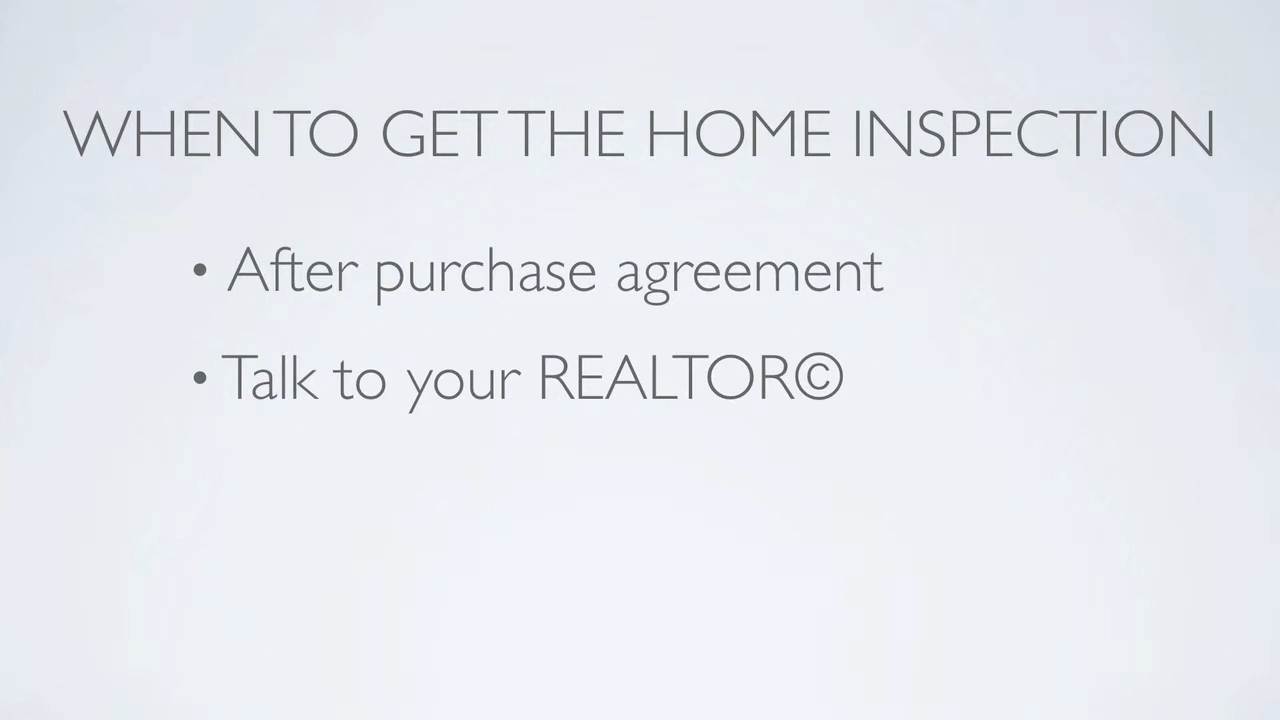 WHEN TO GET THE HOME INSPECTION
• After purchase agreement
• Talk to your REALTOR©